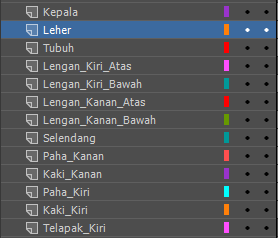 Kepala
Leher
Tubuh
Lengan_Kiri_Atas
Lengan_Kiri_Bawah
Lengan_Kanan_Atas
Lengan_Kanan_Bawah
Selendang
Paha_Kanan
Kaki_Kanan
Paha_Kiri
Kaki_Kiri
Telapak_Kiri